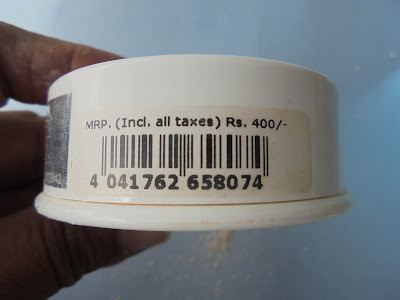 MRP. (Incl. all taxes) Rs. 400/-
4 041762 658074